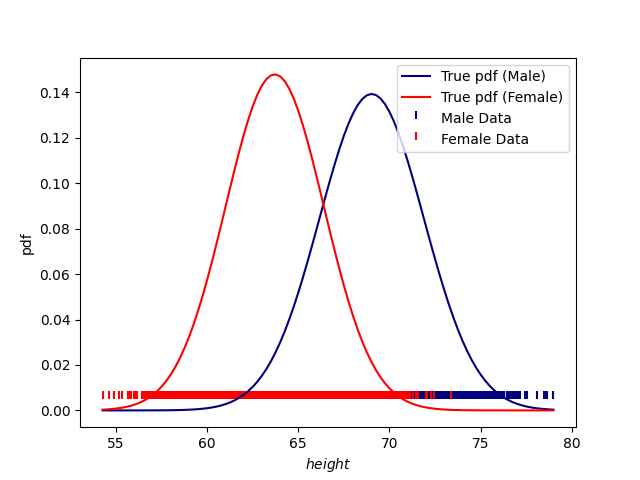 True pdf (Male)
True pdf (Female)
Male Data
Female Data
pdf
0.14
0.12
0.10
0.08
0.06
0.04
0.02
0.00
55 60 65 70 75 80
height